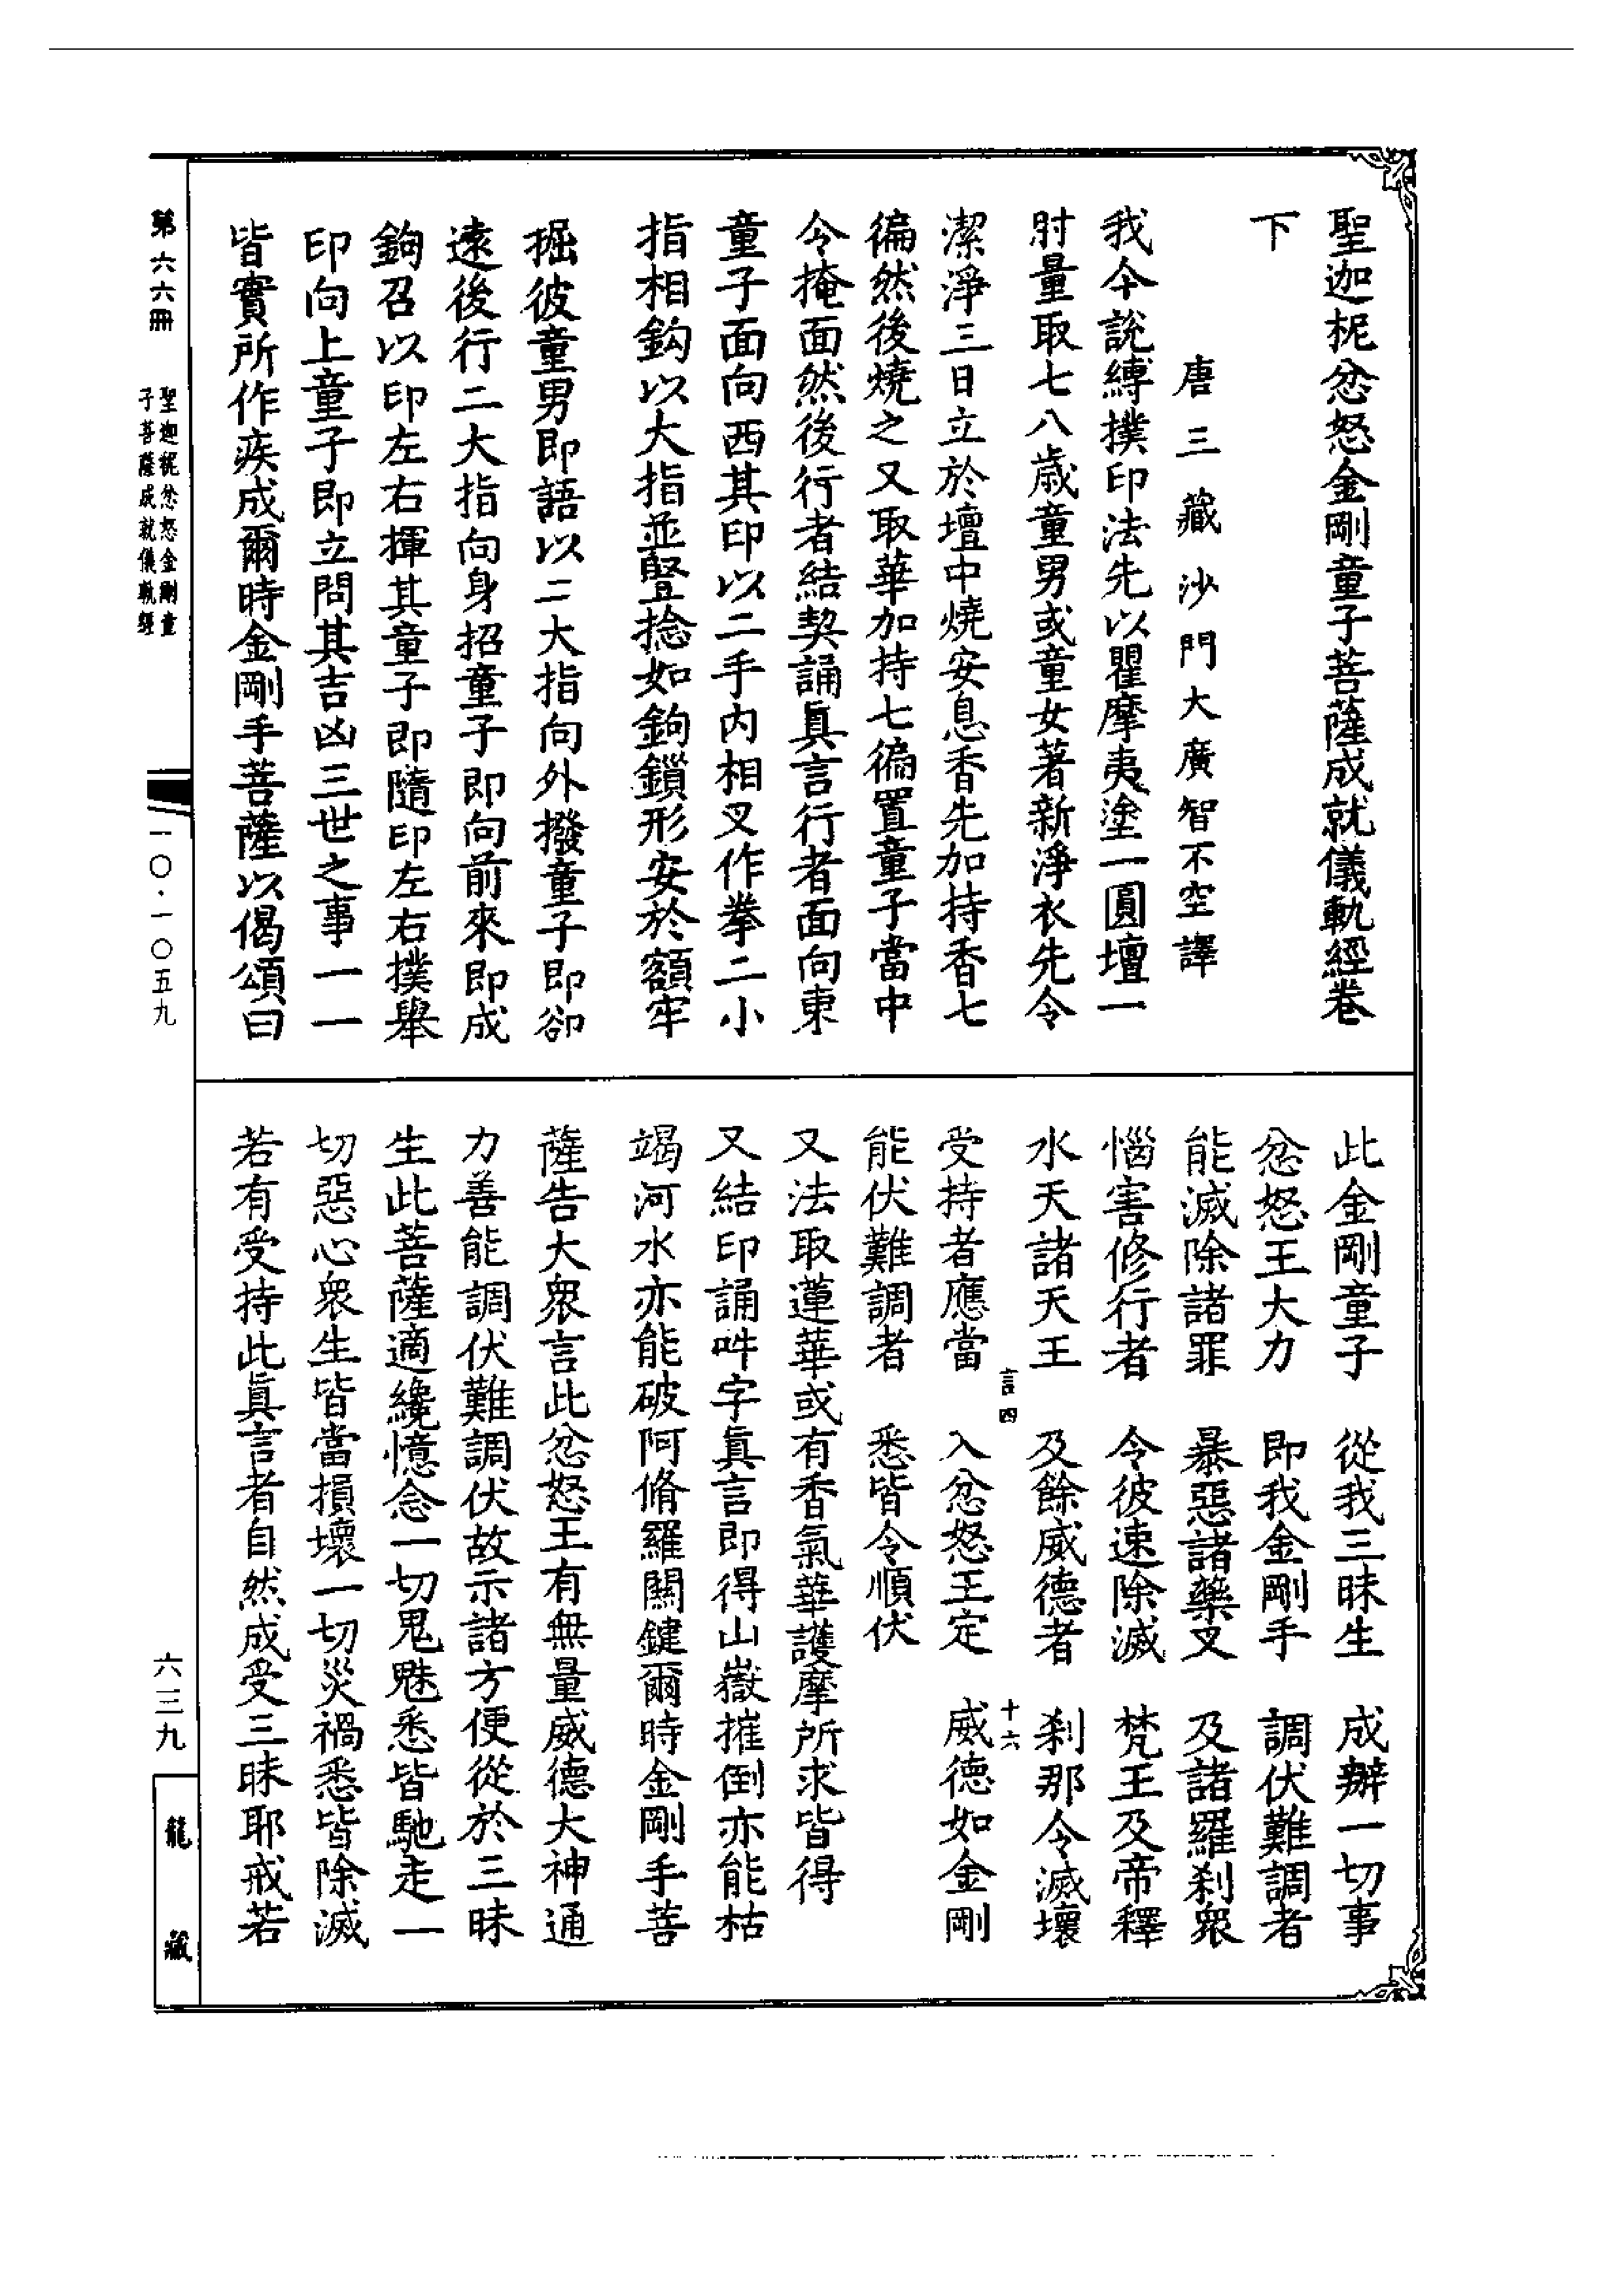 聖迦柅忿怒金剛童子菩薩成就儀軌經卷
下
唐三藏沙門大廣智不空譯
我今說縛撲印法先以瞿摩夷塗一圓壇一
肘量取七八歲童男或童女著新淨衣先令
潔淨三日立於壇中燒安息香先加持香七
徧然後燒之又取華加持七徧置童子當中
令掩面然後行者結契誦眞言行者面向東
童子面向西其印以二手内相叉作拳二小
指相鉤以大指並豎捻如鉤鎖形安於額牢
掘彼童男即語以二大指向外撥童子即卻
遠後行二大指向身招童子即向前來即成
鉤召以印左右揮其童子即隨印左右撲舉
印向上童子即立問其吉凶三世之事一一
皆實所作疾成爾時金剛手菩薩以偈頌曰
此金剛童子　從我三昧生　成辦一切事
忿怒王大力　即我金剛手　調伏難調者
能滅除諸罪　暴惡諸藥叉　及諸羅刹衆
惱害修行者　令彼速除滅　梵王及帝釋
水天諸天王　及餘威德者　刹那令滅壞
言四　十六
受持者應當　入忿怒王定　威德如金剛
能伏難調者　悉皆令順伏
又法取蓮華或有香氣華護摩所求皆得
又結印誦吽字眞言即得山嶽摧倒亦能枯
竭河水亦能破阿脩羅關鍵爾時金剛手菩
薩告大衆言此忿怒王有無量威德大神通
力善能調伏難調伏故示諸方便從於三昧
生此菩薩適纔憶念一切鬼魅悉皆馳走一
切惡心衆生皆當損壞一切災禍悉皆除滅
若有受持此眞言者自然成受三昧耶戒若
第六六冊
聖迦柅忿怒金剛童
子菩薩成就儀軌經
一〇·一〇五九
六三九
龍藏